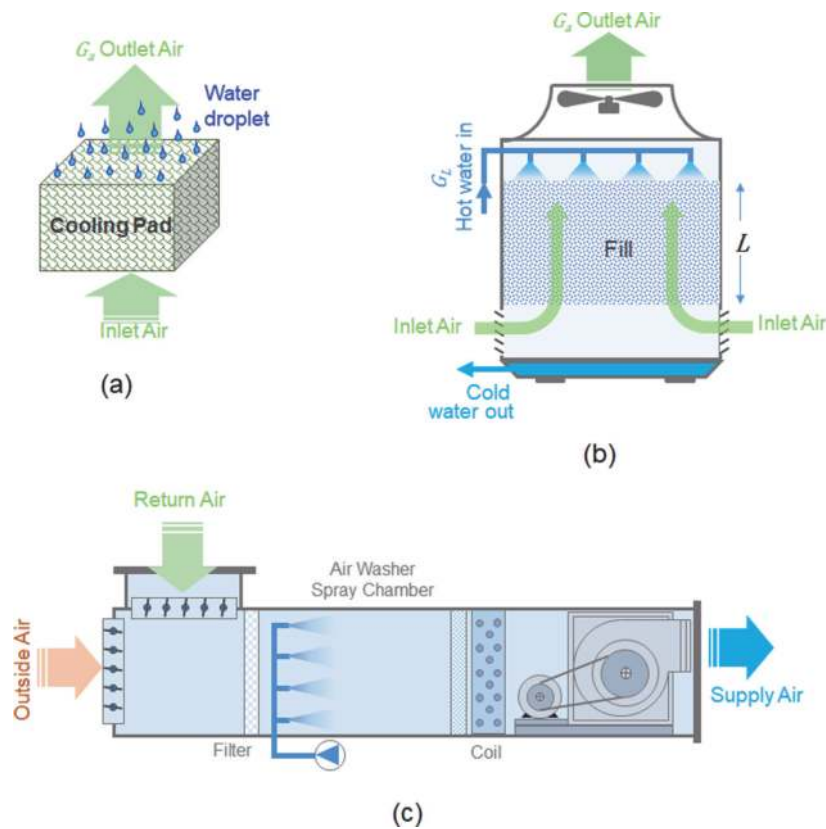 Gₐ Outlet Air
Water
droplet
Cooling Pad
Inlet Air
(a)
Gₐ Outlet Air
G_L
Hot water in
Fill
L
Inlet Air
Inlet Air
Cold
water out
(b)
Return Air
Air Washer
Spray Chamber
Outside Air
Supply Air
Filter
Coil
(c)